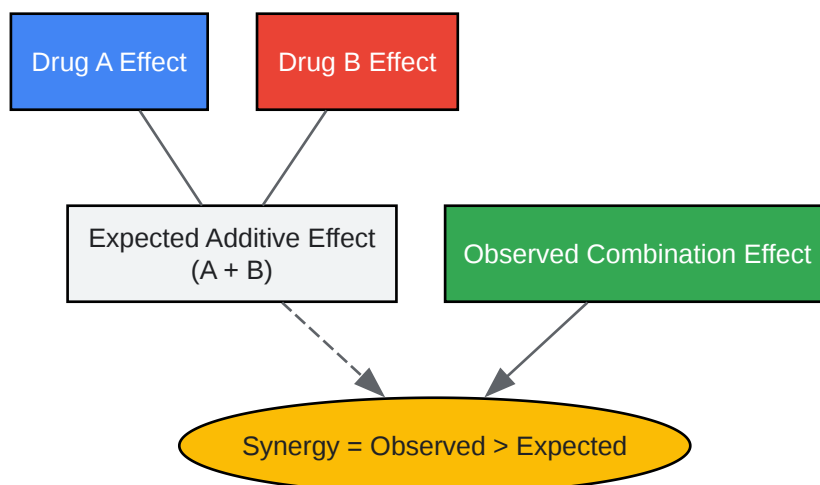 Drug A Effect
Drug B Effect
Expected Additive Effect
(A + B)
Observed Combination Effect
Synergy = Observed > Expected